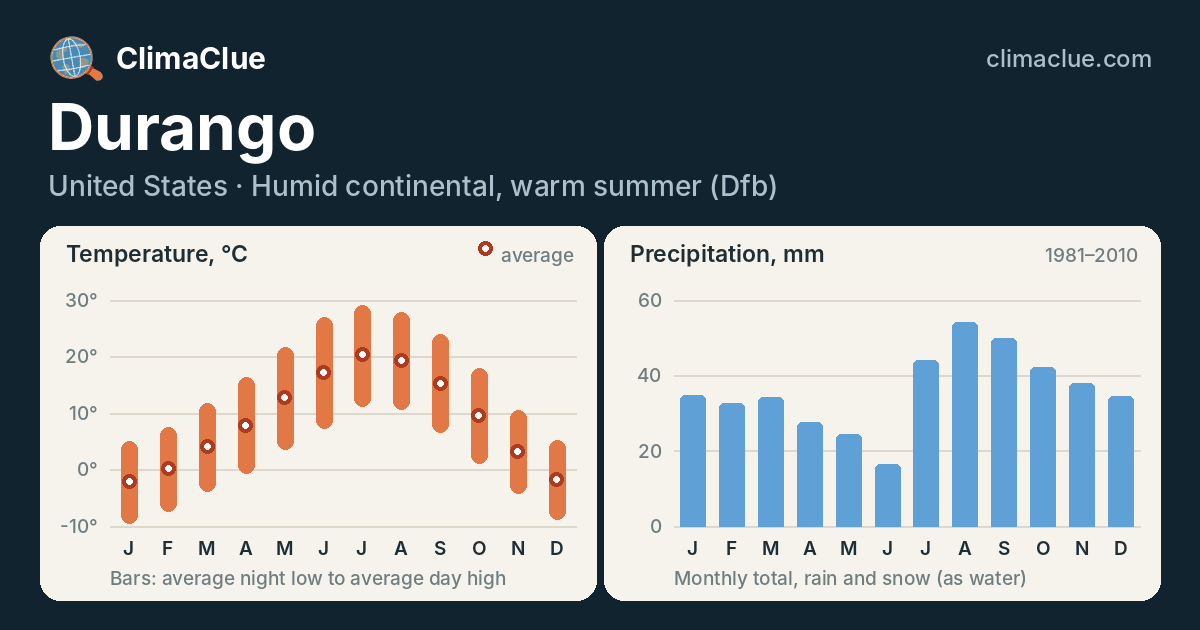 ClimaClue
climaclue.com
Durango
United States · Humid continental, warm summer (Dfb)
Temperature, °C
average
30°
20°
10°
0°
-10°
J F M A M J J A S O N D
Bars: average night low to average day high
Precipitation, mm
1981–2010
60
40
20
0
J F M A M J J A S O N D
Monthly total, rain and snow (as water)